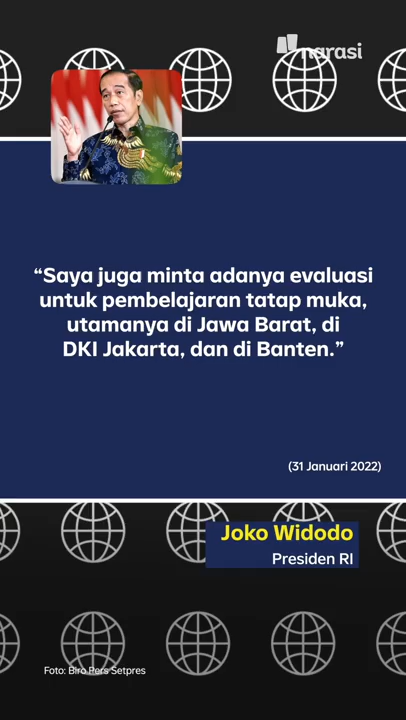 narasi
“Saya juga minta adanya evaluasi
untuk pembelajaran tatap muka,
utamanya di Jawa Barat, di
DKI Jakarta, dan di Banten.”
(31 Januari 2022)
Joko Widodo
Presiden RI
Foto: Biro Pers Setpres